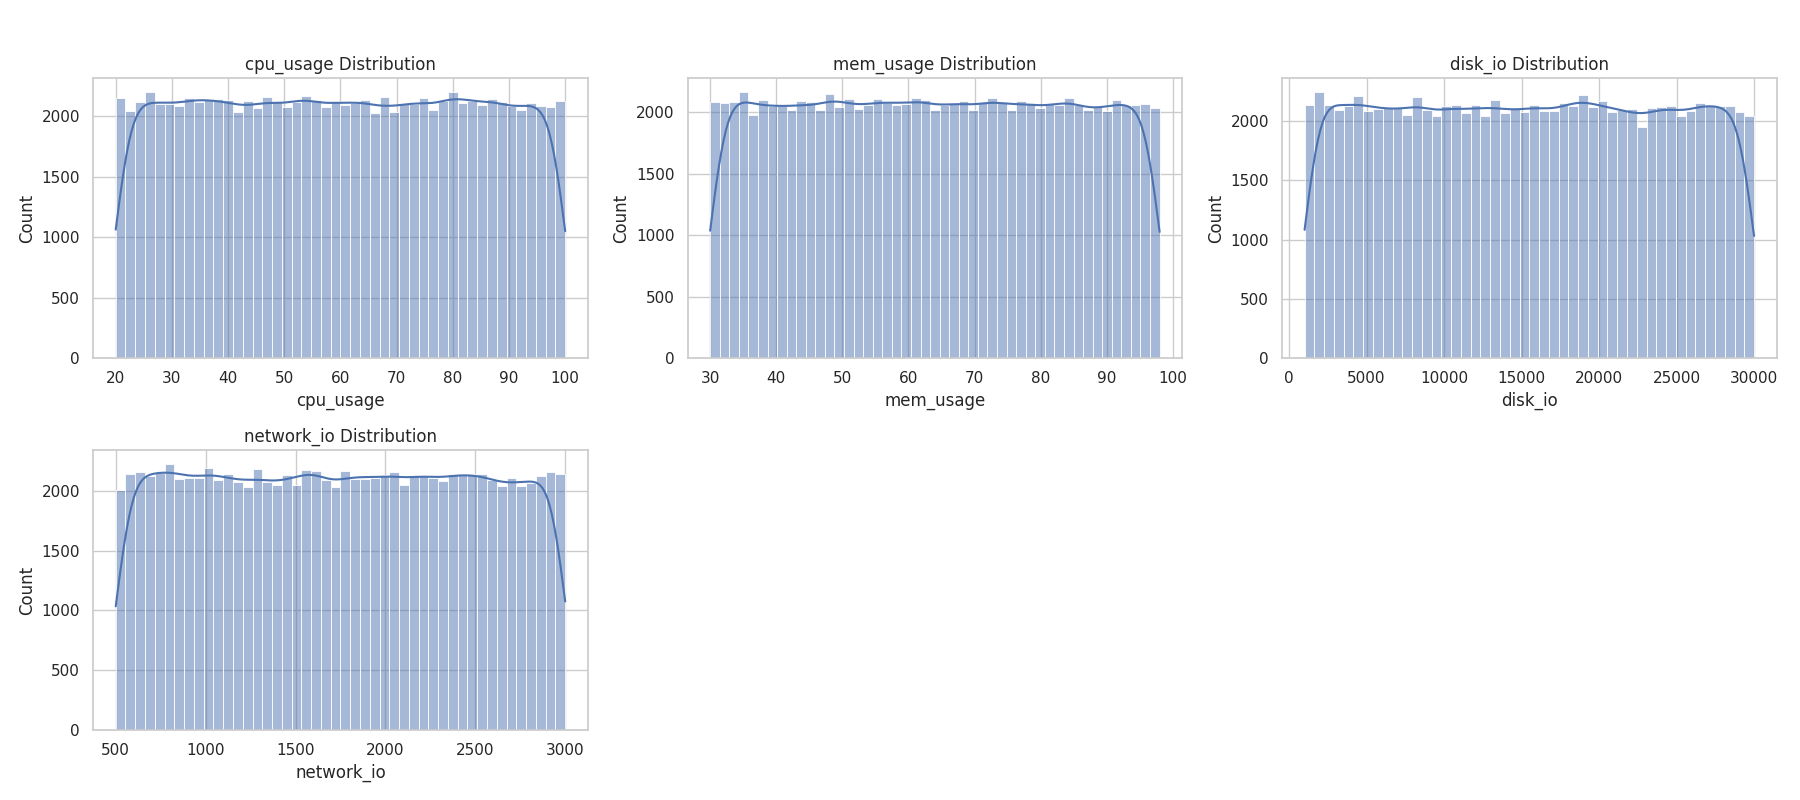 cpu_usage Distribution
Count
2000
1500
1000
500
0
20 30 40 50 60 70 80 90 100
cpu_usage
mem_usage Distribution
Count
2000
1500
1000
500
0
30 40 50 60 70 80 90 100
mem_usage
disk_io Distribution
Count
2000
1500
1000
500
0
0 5000 10000 15000 20000 25000 30000
disk_io
network_io Distribution
Count
2000
1500
1000
500
0
500 1000 1500 2000 2500 3000
network_io